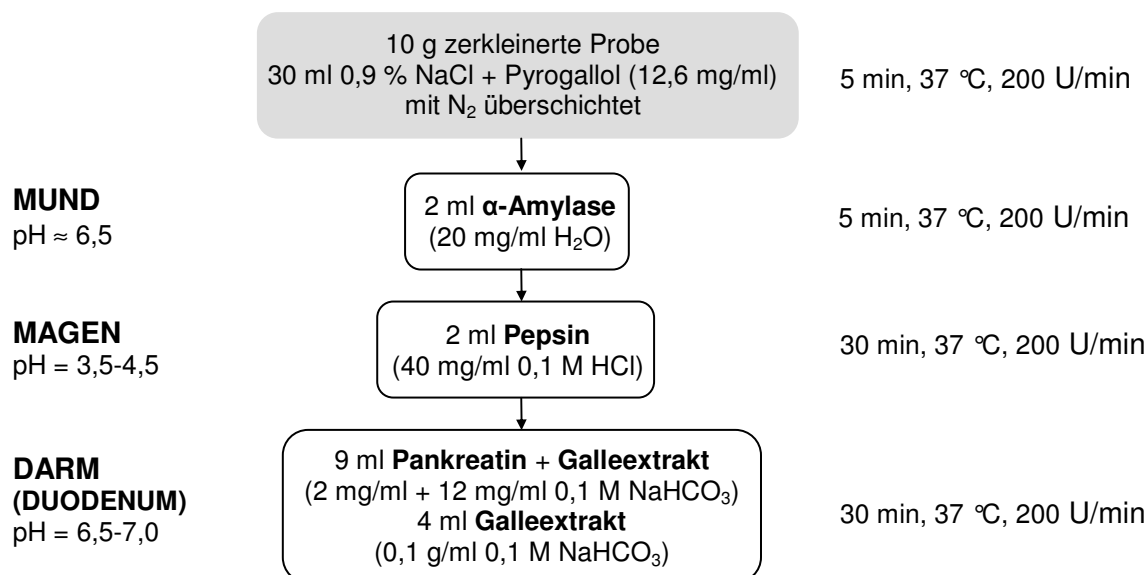 10 g zerkleinerte Probe
30 ml 0,9 % NaCl + Pyrogallol (12,6 mg/ml)
mit N₂ überschichtet
5 min, 37 °C, 200 U/min
MUND
pH ≈ 6,5
2 ml α-Amylase
(20 mg/ml H₂O)
5 min, 37 °C, 200 U/min
MAGEN
pH = 3,5-4,5
2 ml Pepsin
(40 mg/ml 0,1 M HCl)
30 min, 37 °C, 200 U/min
DARM
(DUODENUM)
pH = 6,5-7,0
9 ml Pankreatin + Galleextrakt
(2 mg/ml + 12 mg/ml 0,1 M NaHCO₃)
4 ml Galleextrakt
(0,1 g/ml 0,1 M NaHCO₃)
30 min, 37 °C, 200 U/min